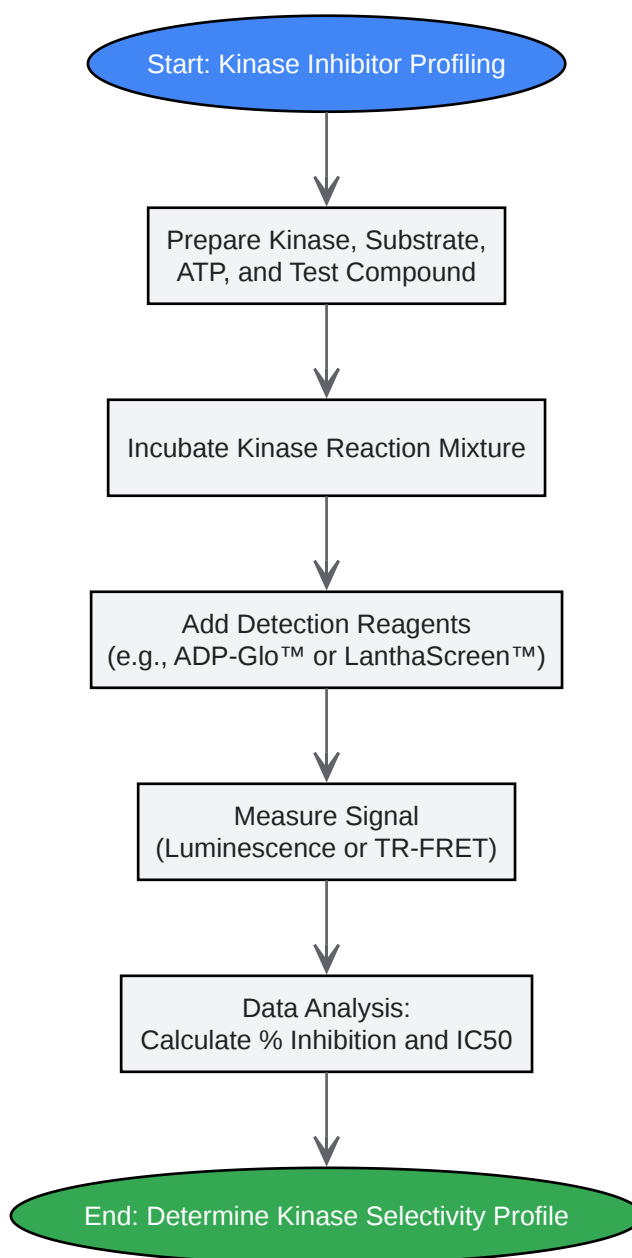 Start: Kinase Inhibitor Profiling
Prepare Kinase, Substrate,
ATP, and Test Compound
Incubate Kinase Reaction Mixture
Add Detection Reagents
(e.g., ADP-Glo™ or LanthaScreen™)
Measure Signal
(Luminescence or TR-FRET)
Data Analysis:
Calculate % Inhibition and IC50
End: Determine Kinase Selectivity Profile